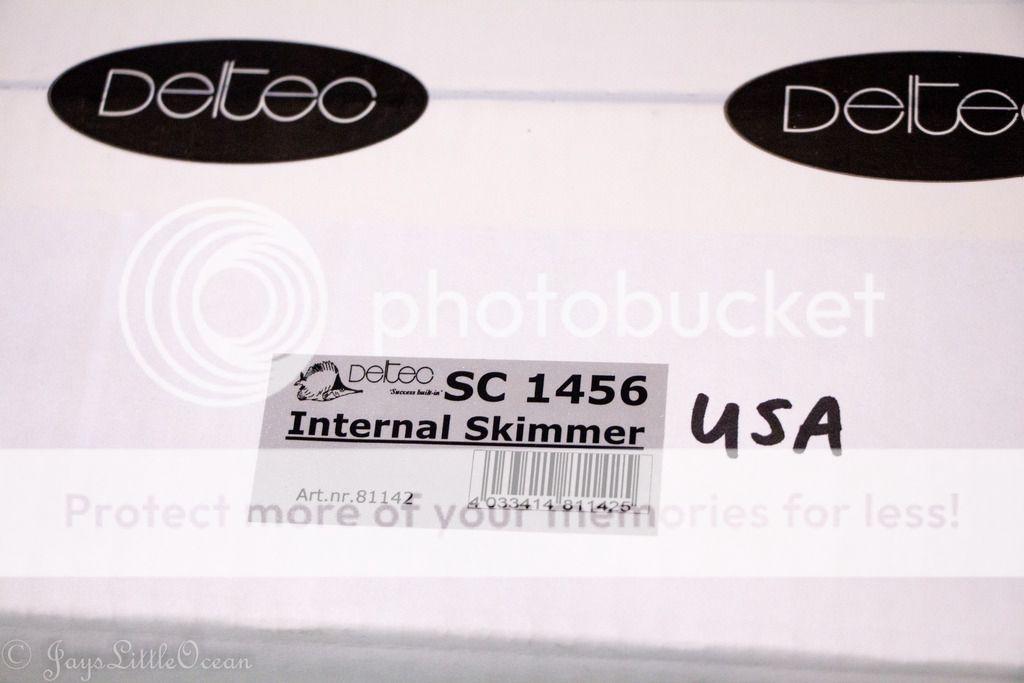 Deltec
Delte
photobucket
Deltec SC 1456
'Success built-in'
Internal Skimmer
USA
Art.nr.81142
4 033414 811425
Protect more of your memories for less!
© JaysLittleOcean